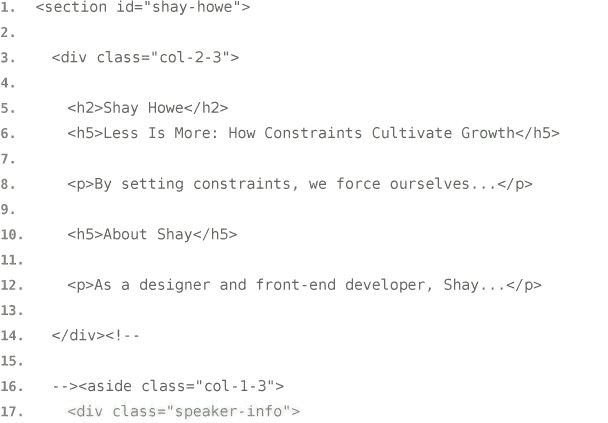 1. <section id="shay-howe">
2.
3. <div class="col-2-3">
4.
5. <h2>Shay Howe</h2>
6. <h5>Less Is More: How Constraints Cultivate Growth</h5>
7.
8. <p>By setting constraints, we force ourselves...</p>
9.
10. <h5>About Shay</h5>
11.
12. <p>As a designer and front-end developer, Shay...</p>
13.
14. </div><!--
15.
16. --><aside class="col-1-3">
17. <div class="speaker-info">